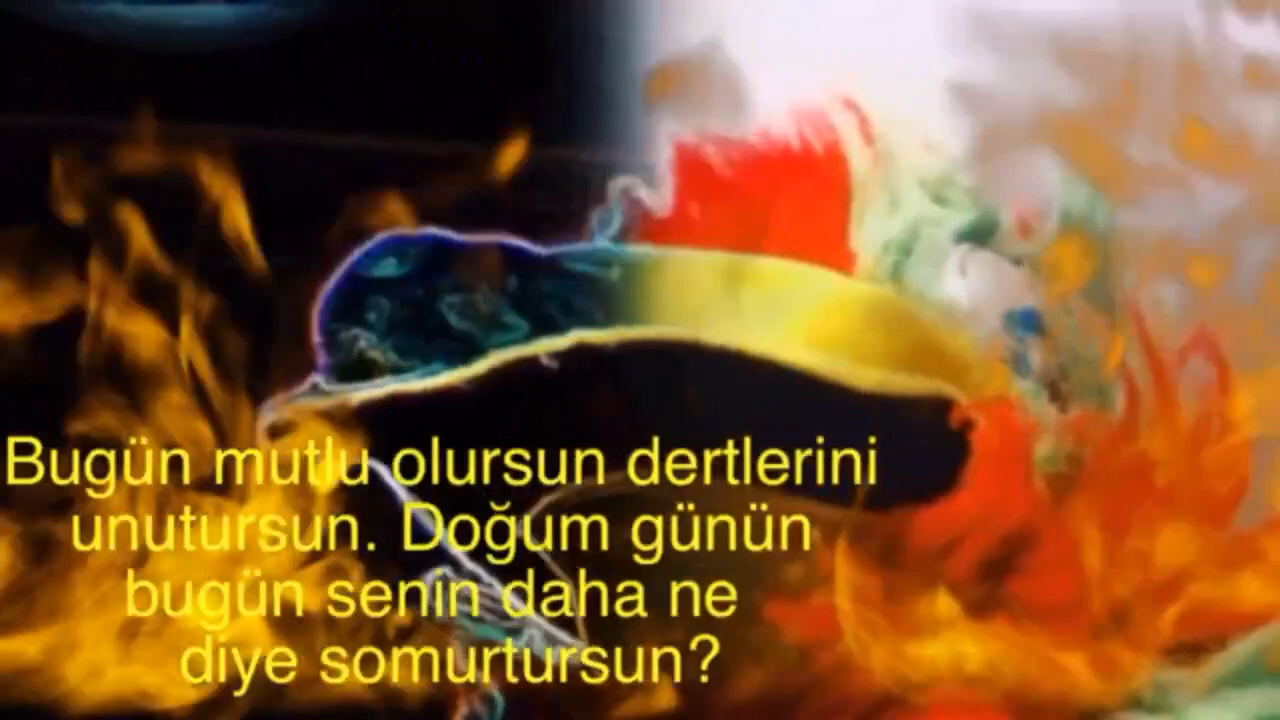 Bugün mutlu olursun dertlerini
unutursun. Doğum günün
bugün senin daha ne
diye somurtursun?